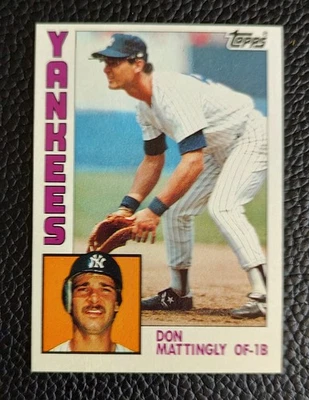 Topps
YANKEES
NY
DON
MATTINGLY OF-1B